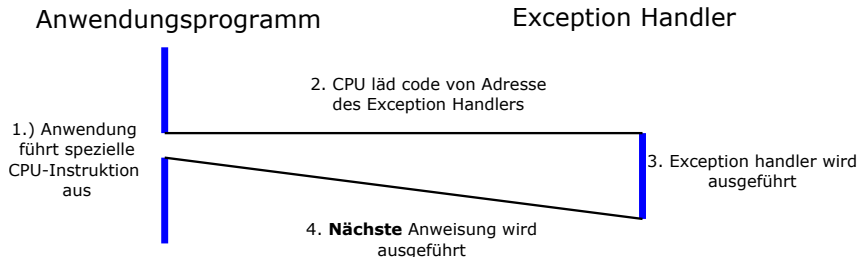 Anwendungsprogramm
Exception Handler
2. CPU läd code von Adresse
des Exception Handlers
1.) Anwendung
führt spezielle
CPU-Instruktion
aus
3. Exception handler wird
ausgeführt
4. Nächste Anweisung wird
ausgeführt